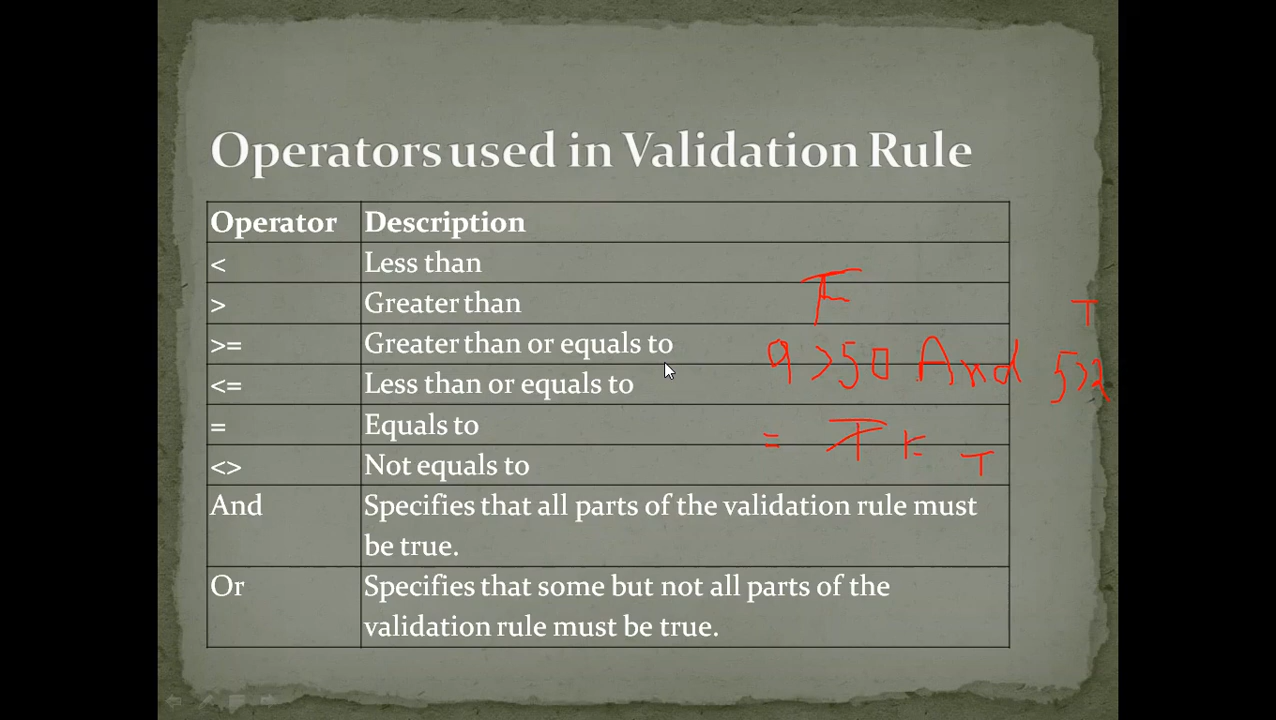 Operators used in Validation Rule
Operator Description
< Less than
> Greater than
>= Greater than or equals to
<= Less than or equals to
= Equals to
<> Not equals to
And Specifies that all parts of the validation rule must
be true.
Or Specifies that some but not all parts of the
validation rule must be true.
F T
9 >50 And 5>2
= F T